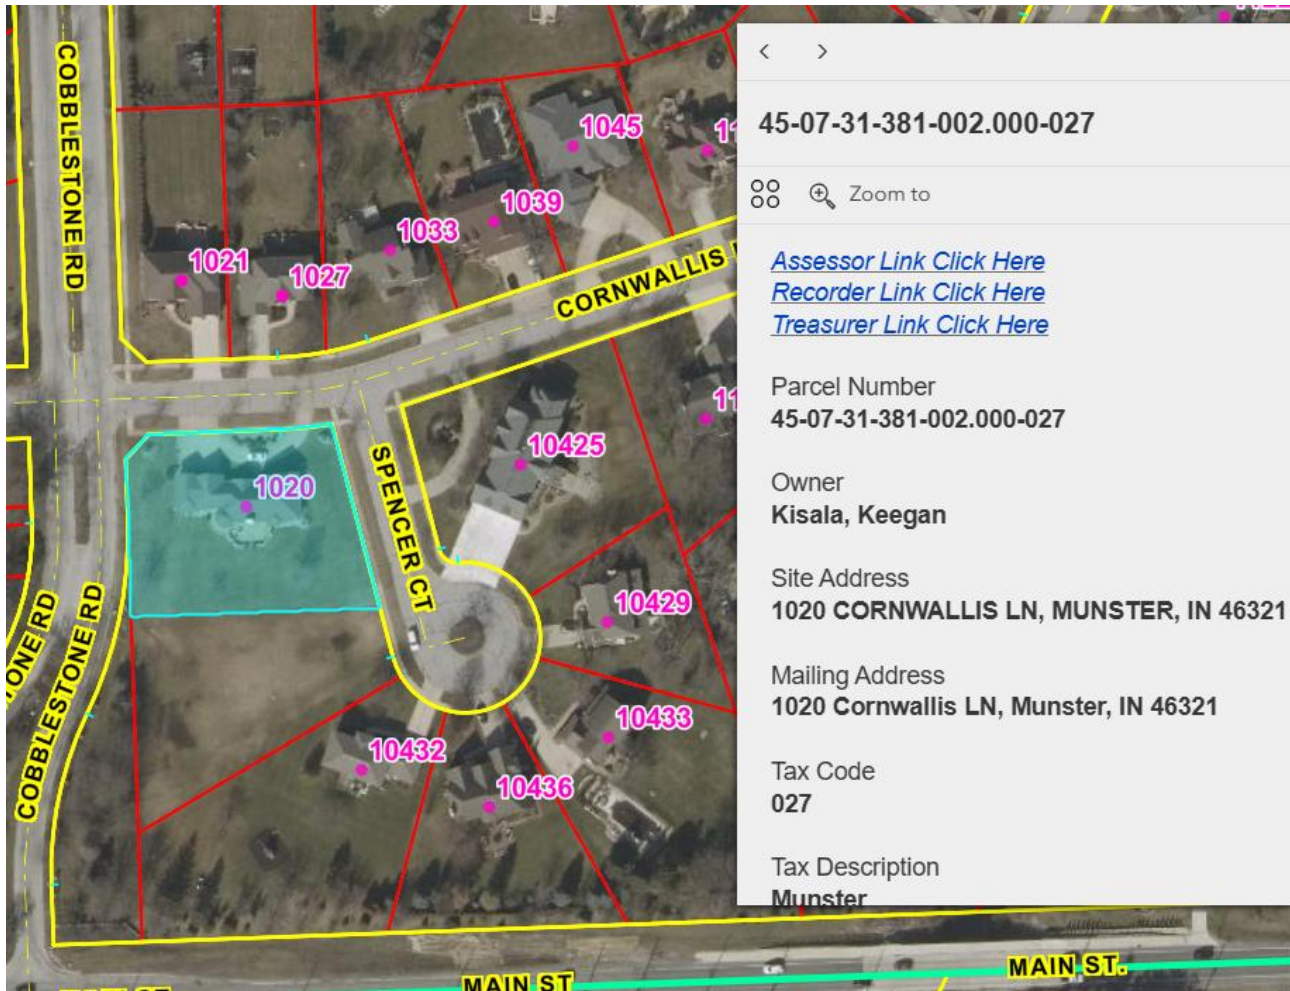 COBBLESTONE RD
1045
1039
1033
1021
1027
CORNWALLIS
10425
1020
SPENCER CT
10429
COBBLESTONE RD
10433
10432
10436
MAIN ST
MAIN ST.
45-07-31-381-002.000-027
Zoom to
Assessor Link Click Here
Recorder Link Click Here
Treasurer Link Click Here
Parcel Number
45-07-31-381-002.000-027
Owner
Kisala, Keegan
Site Address
1020 CORNWALLIS LN, MUNSTER, IN 46321
Mailing Address
1020 Cornwallis LN, Munster, IN 46321
Tax Code
027
Tax Description
Munster